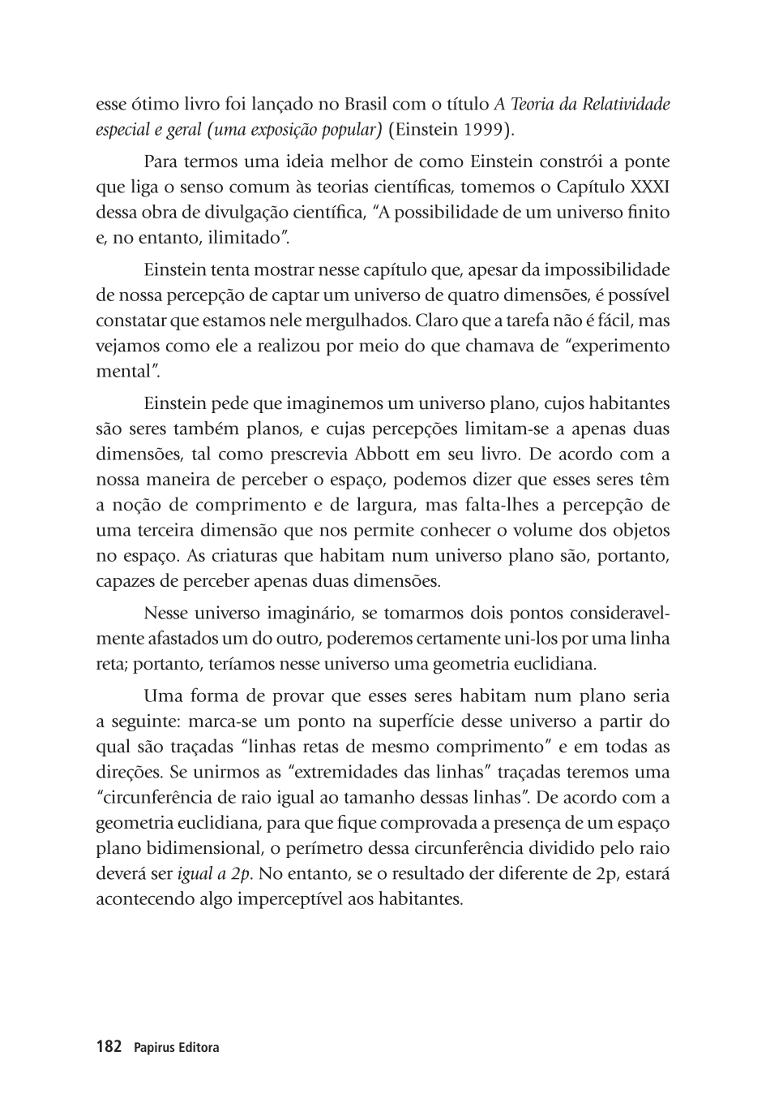 esse ótimo livro foi lançado no Brasil com o título A Teoria da Relatividade
especial e geral (uma exposição popular) (Einstein 1999).
Para termos uma ideia melhor de como Einstein constrói a ponte
que liga o senso comum às teorias científicas, tomemos o Capítulo XXXI
dessa obra de divulgação científica, “A possibilidade de um universo finito
e, no entanto, ilimitado”.
Einstein tenta mostrar nesse capítulo que, apesar da impossibilidade
de nossa percepção de captar um universo de quatro dimensões, é possível
constatar que estamos nele mergulhados. Claro que a tarefa não é fácil, mas
vejamos como ele a realizou por meio do que chamava de “experimento
mental”.
Einstein pede que imaginemos um universo plano, cujos habitantes
são seres também planos, e cujas percepções limitam-se a apenas duas
dimensões, tal como prescrevia Abbott em seu livro. De acordo com a
nossa maneira de perceber o espaço, podemos dizer que esses seres têm
a noção de comprimento e de largura, mas falta-lhes a percepção de
uma terceira dimensão que nos permite conhecer o volume dos objetos
no espaço. As criaturas que habitam num universo plano são, portanto,
capazes de perceber apenas duas dimensões.
Nesse universo imaginário, se tomarmos dois pontos consideravel-
mente afastados um do outro, poderemos certamente uni-los por uma linha
reta; portanto, teríamos nesse universo uma geometria euclidiana.
Uma forma de provar que esses seres habitam num plano seria
a seguinte: marca-se um ponto na superfície desse universo a partir do
qual são traçadas “linhas retas de mesmo comprimento” e em todas as
direções. Se unirmos as “extremidades das linhas” traçadas teremos uma
“circunferência de raio igual ao tamanho dessas linhas”. De acordo com a
geometria euclidiana, para que fique comprovada a presença de um espaço
plano bidimensional, o perímetro dessa circunferência dividido pelo raio
deverá ser igual a 2p. No entanto, se o resultado der diferente de 2p, estará
acontecendo algo imperceptível aos habitantes.
182 Papirus Editora